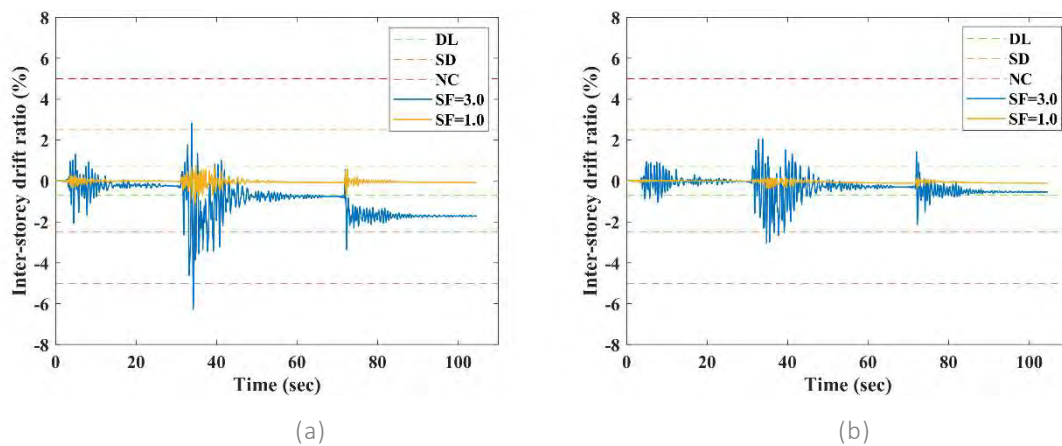 8
6
4
2
0
-2
-4
-6
-8
Inter-storey drift ratio (%)
DL
SD
NC
SF=3.0
SF=1.0
0 20 40 60 80 100
Time (sec)
(a)
8
6
4
2
0
-2
-4
-6
-8
Inter-storey drift ratio (%)
DL
SD
NC
SF=3.0
SF=1.0
0 20 40 60 80 100
Time (sec)
(b)